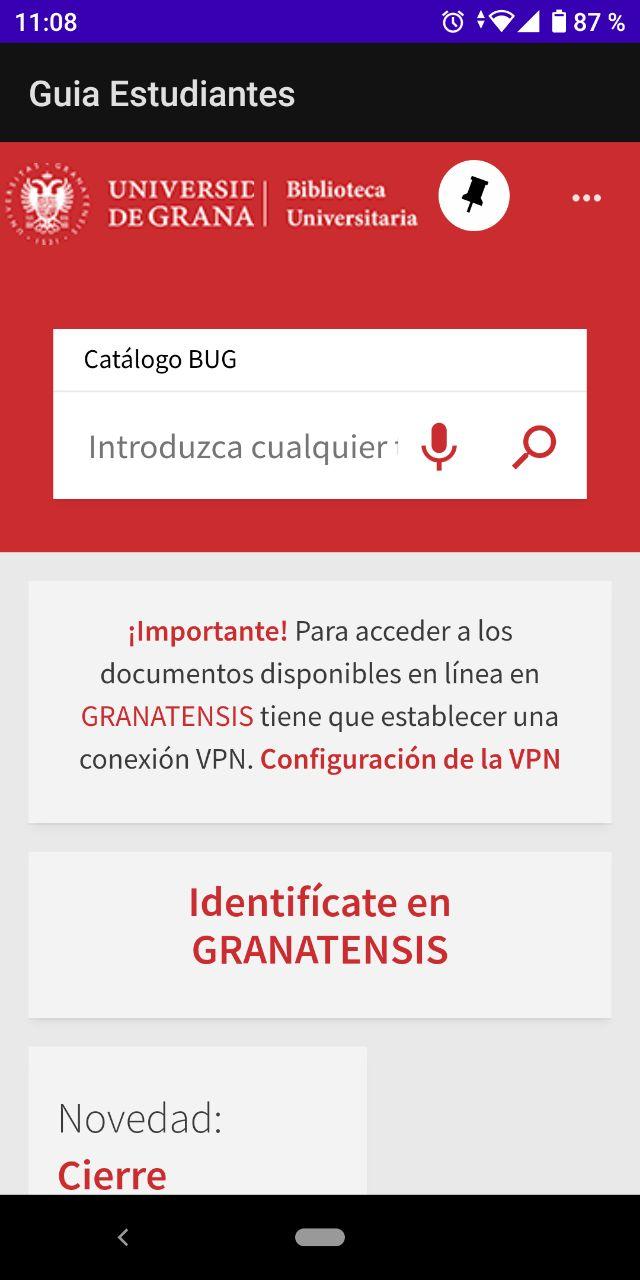 11:08
87 %
Guia Estudiantes
UNIVERSID Biblioteca
DE GRANA Universitaria
1531
Catálogo BUG
Introduzca cualquier
¡Importante! Para acceder a los
documentos disponibles en línea en
GRANATENSIS tiene que establecer una
conexión VPN. Configuración de la VPN
Identifícate en
GRANATENSIS
Novedad:
Cierre